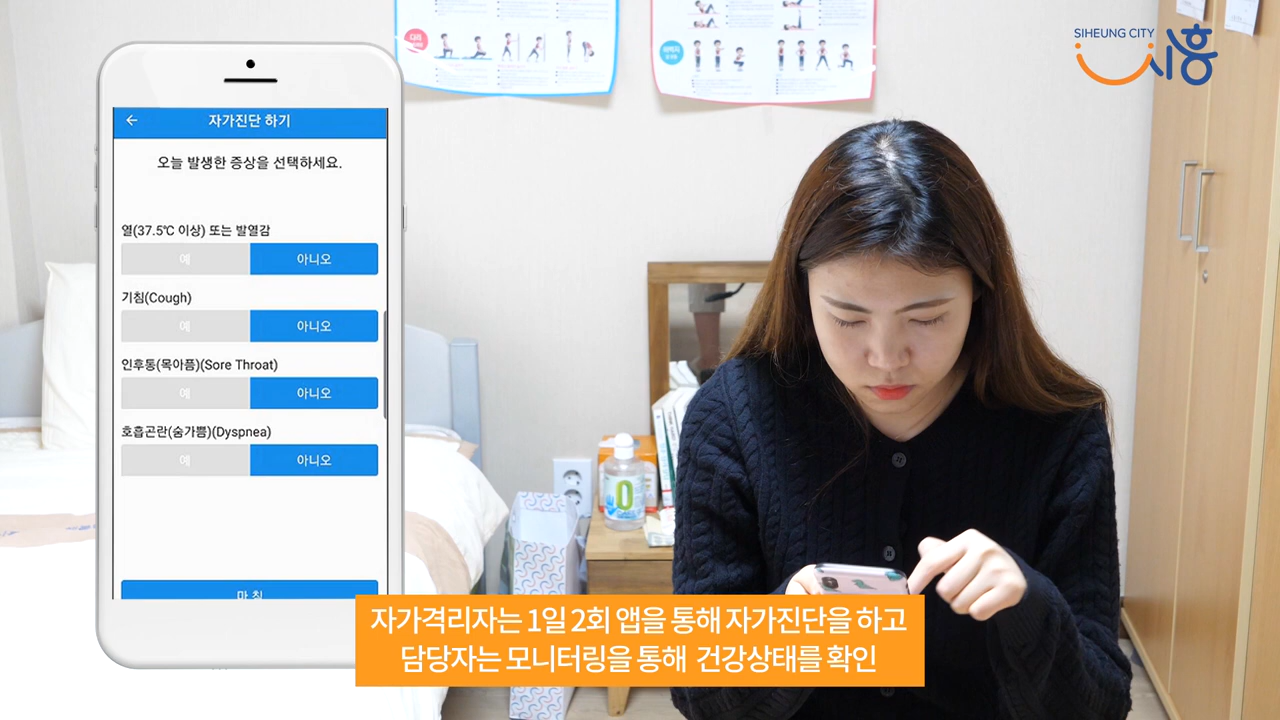 SIHEUNG CITY
시흥
자가진단 하기
오늘 발생한 증상을 선택하세요.
열(37.5℃ 이상) 또는 발열감
예 아니오
기침(Cough)
예 아니오
인후통(목아픔)(Sore Throat)
예 아니오
호흡곤란(숨가쁨)(Dyspnea)
예 아니오
마 침
자가격리자는 1일 2회 앱을 통해 자가진단을 하고
담당자는 모니터링을 통해 건강상태를 확인